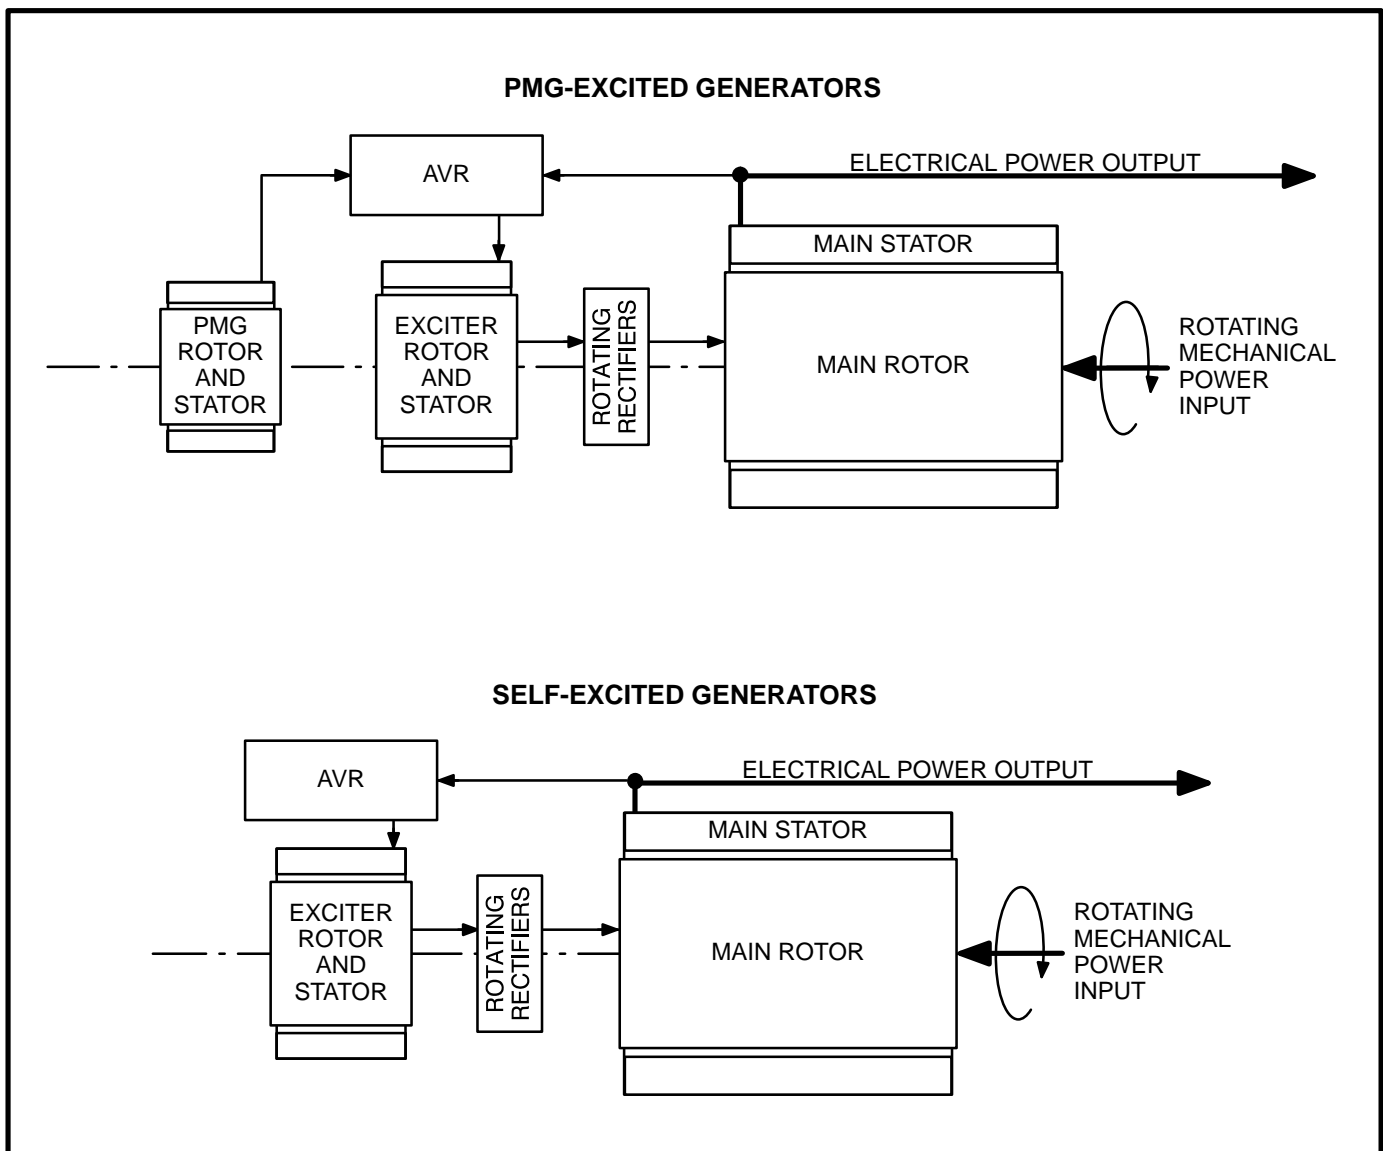 PMG-EXCITED GENERATORS
AVR
ELECTRICAL POWER OUTPUT
MAIN STATOR
PMG
ROTOR
AND
STATOR
EXCITER
ROTOR
AND
STATOR
ROTATING
RECTIFIERS
MAIN ROTOR
ROTATING
MECHANICAL
POWER
INPUT
SELF-EXCITED GENERATORS
AVR
ELECTRICAL POWER OUTPUT
MAIN STATOR
EXCITER
ROTOR
AND
STATOR
ROTATING
RECTIFIERS
MAIN ROTOR
ROTATING
MECHANICAL
POWER
INPUT